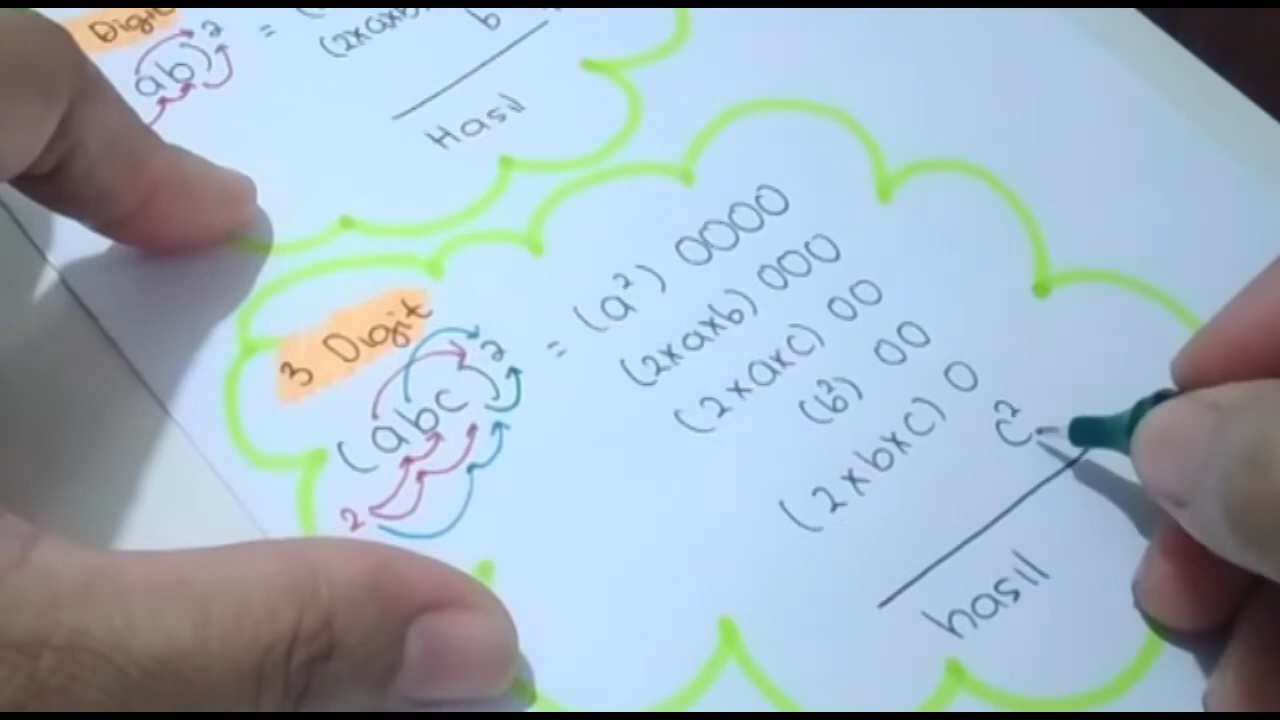 Digit
ab)² =
(2xaxb)
b
Hasil
3 Digit
(abc)² = (a²) 0000
(2xaxb) 000
(2xaxc) 00
(b²) 00
(2xbxc) 0
c²
2
hasil